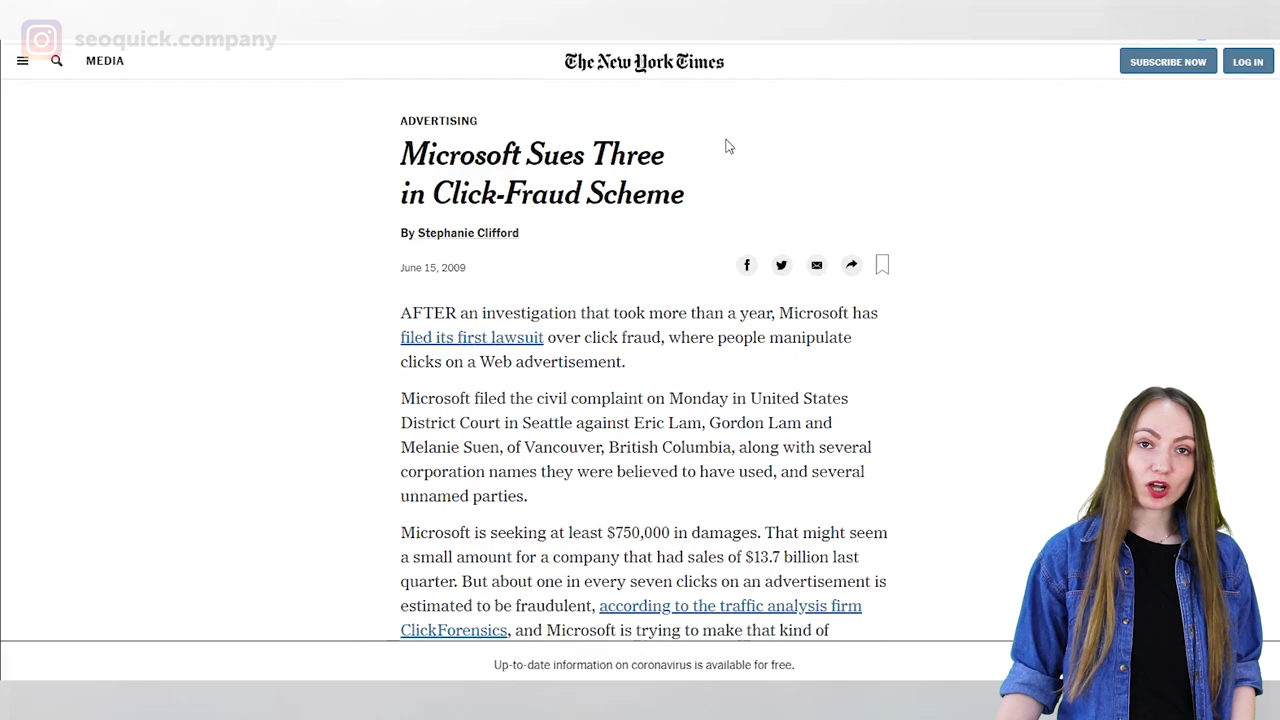 seoquick.company
MEDIA
The New York Times
SUBSCRIBE NOW
LOG IN
ADVERTISING
Microsoft Sues Three
in Click-Fraud Scheme
By Stephanie Clifford
June 15, 2009
AFTER an investigation that took more than a year, Microsoft has
filed its first lawsuit over click fraud, where people manipulate
clicks on a Web advertisement.
Microsoft filed the civil complaint on Monday in United States
District Court in Seattle against Eric Lam, Gordon Lam and
Melanie Suen, of Vancouver, British Columbia, along with several
corporation names they were believed to have used, and several
unnamed parties.
Microsoft is seeking at least $750,000 in damages. That might seem
a small amount for a company that had sales of $13.7 billion last
quarter. But about one in every seven clicks on an advertisement is
estimated to be fraudulent, according to the traffic analysis firm
ClickForensics, and Microsoft is trying to make that kind of
Up-to-date information on coronavirus is available for free.